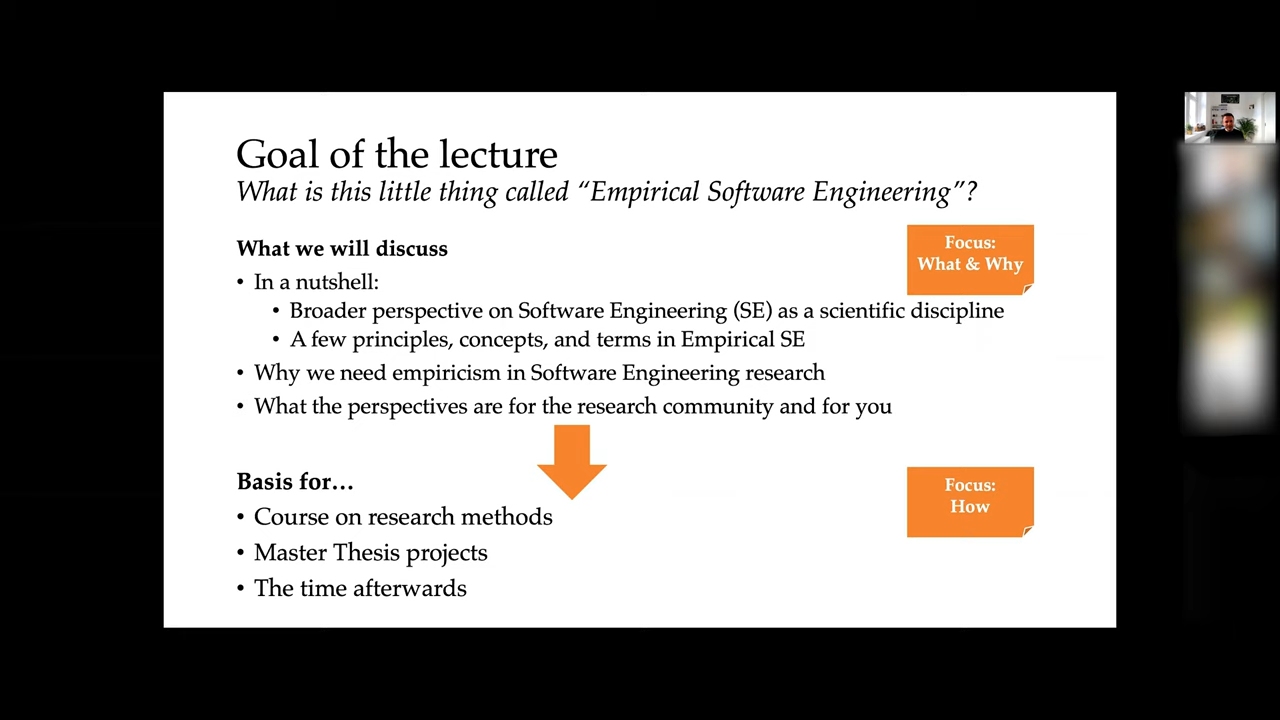 Goal of the lecture
What is this little thing called “Empirical Software Engineering”?
What we will discuss
Focus:
What & Why
• In a nutshell:
• Broader perspective on Software Engineering (SE) as a scientific discipline
• A few principles, concepts, and terms in Empirical SE
• Why we need empiricism in Software Engineering research
• What the perspectives are for the research community and for you
Basis for…
Focus:
How
• Course on research methods
• Master Thesis projects
• The time afterwards